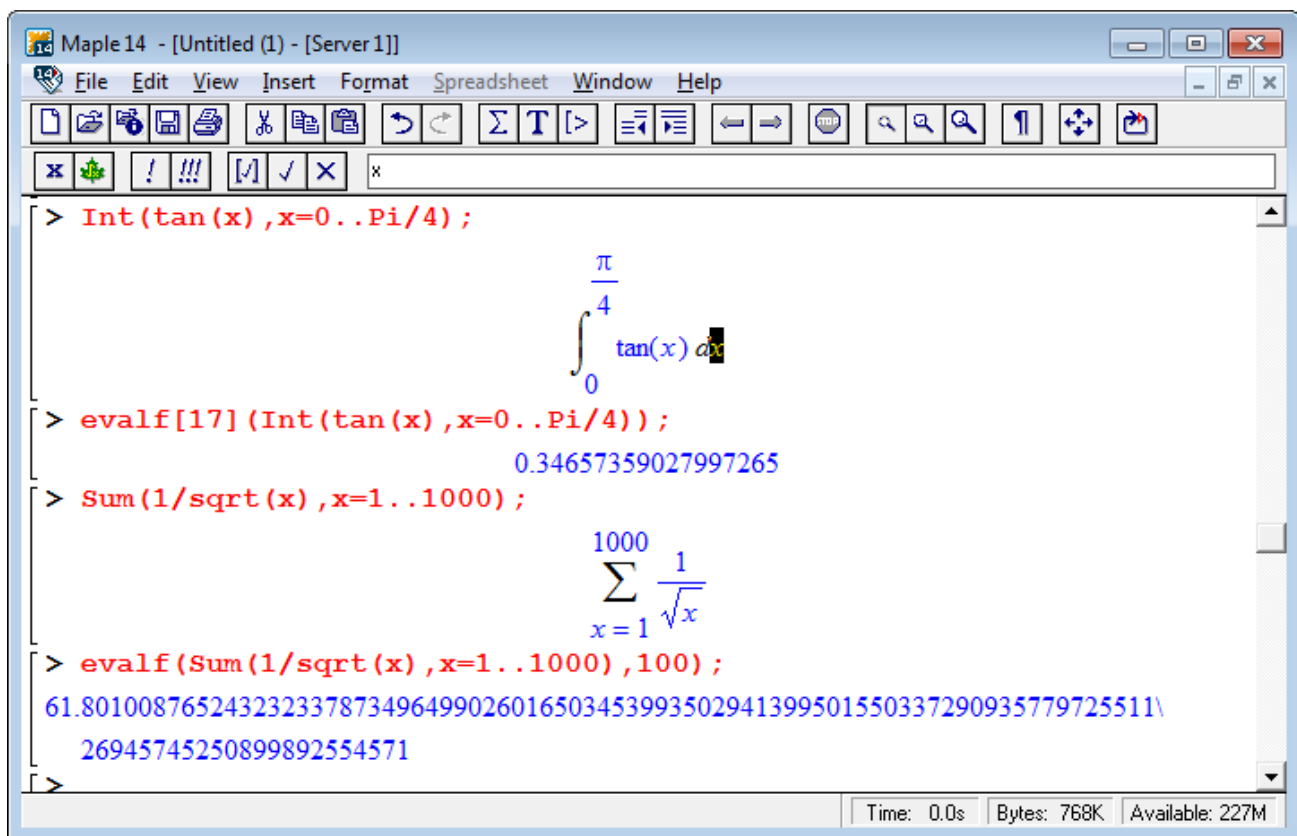 Maple 14 - [Untitled (1) - [Server 1]]
File Edit View Insert Format Spreadsheet Window Help
Σ T [> STOP ¶
x ! !!! [√] √ × x
[ > Int(tan(x),x=0..Pi/4);
π
4
∫ tan(x) dx
0
[ > evalf[17](Int(tan(x),x=0..Pi/4));
0.34657359027997265
[ > Sum(1/sqrt(x),x=1..1000);
1000
∑ 1
√x
x = 1
[ > evalf(Sum(1/sqrt(x),x=1..1000),100);
61.80100876524323233787349649902601650345399350294139950155033729093577972551​1\
26945745250899892554571
[ >
Time: 0.0s Bytes: 768K Available: 227M